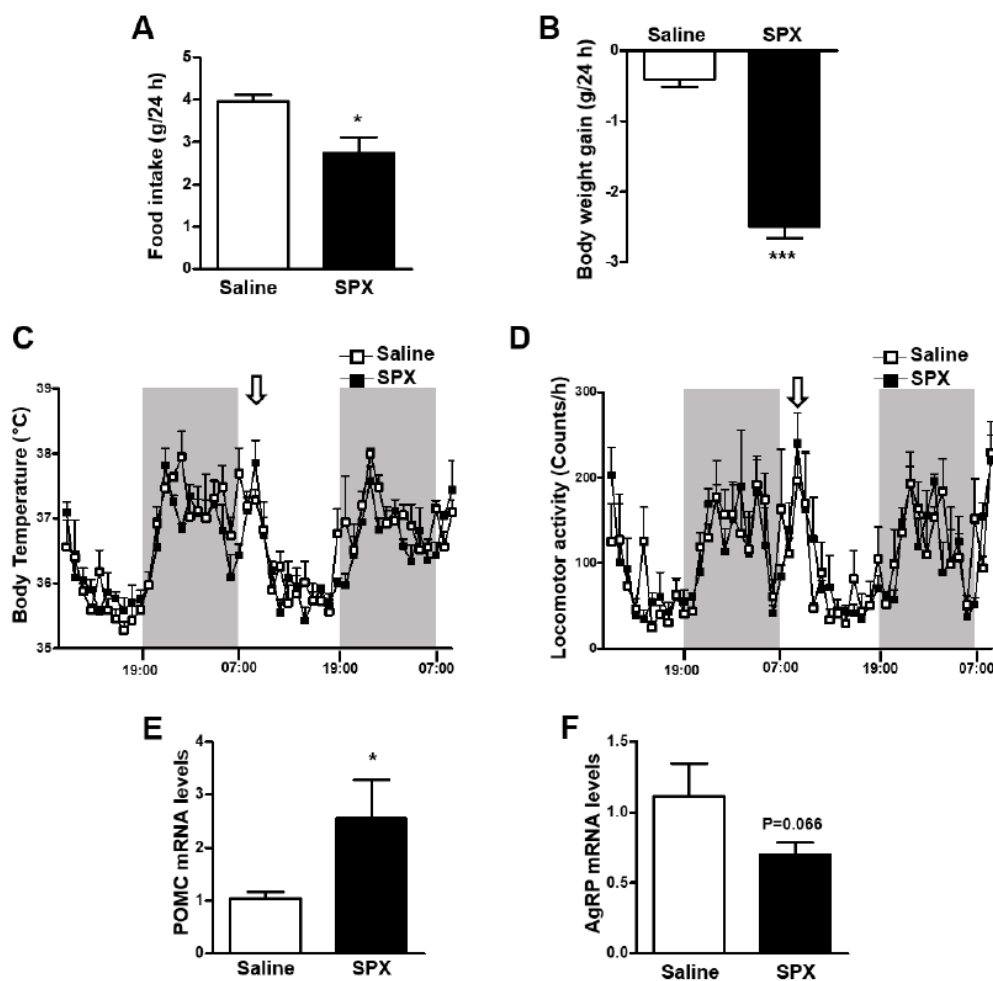 A
Food intake (g/24 h)
5
4
3
2
1
0
*
Saline
SPX
B
Saline
SPX
Body weight gain (g/24 h)
0
-1
-2
-3
***
C
Saline
SPX
Body Temperature (°C)
39
38
37
36
35
19:00
07:00
19:00
07:00
D
Saline
SPX
Locomotor activity (Counts/h)
300
200
100
0
19:00
07:00
19:00
07:00
E
POMC mRNA levels
4
3
2
1
0
*
Saline
SPX
F
AgRP mRNA levels
1.5
1.0
0.5
0.0
P=0.066
Saline
SPX